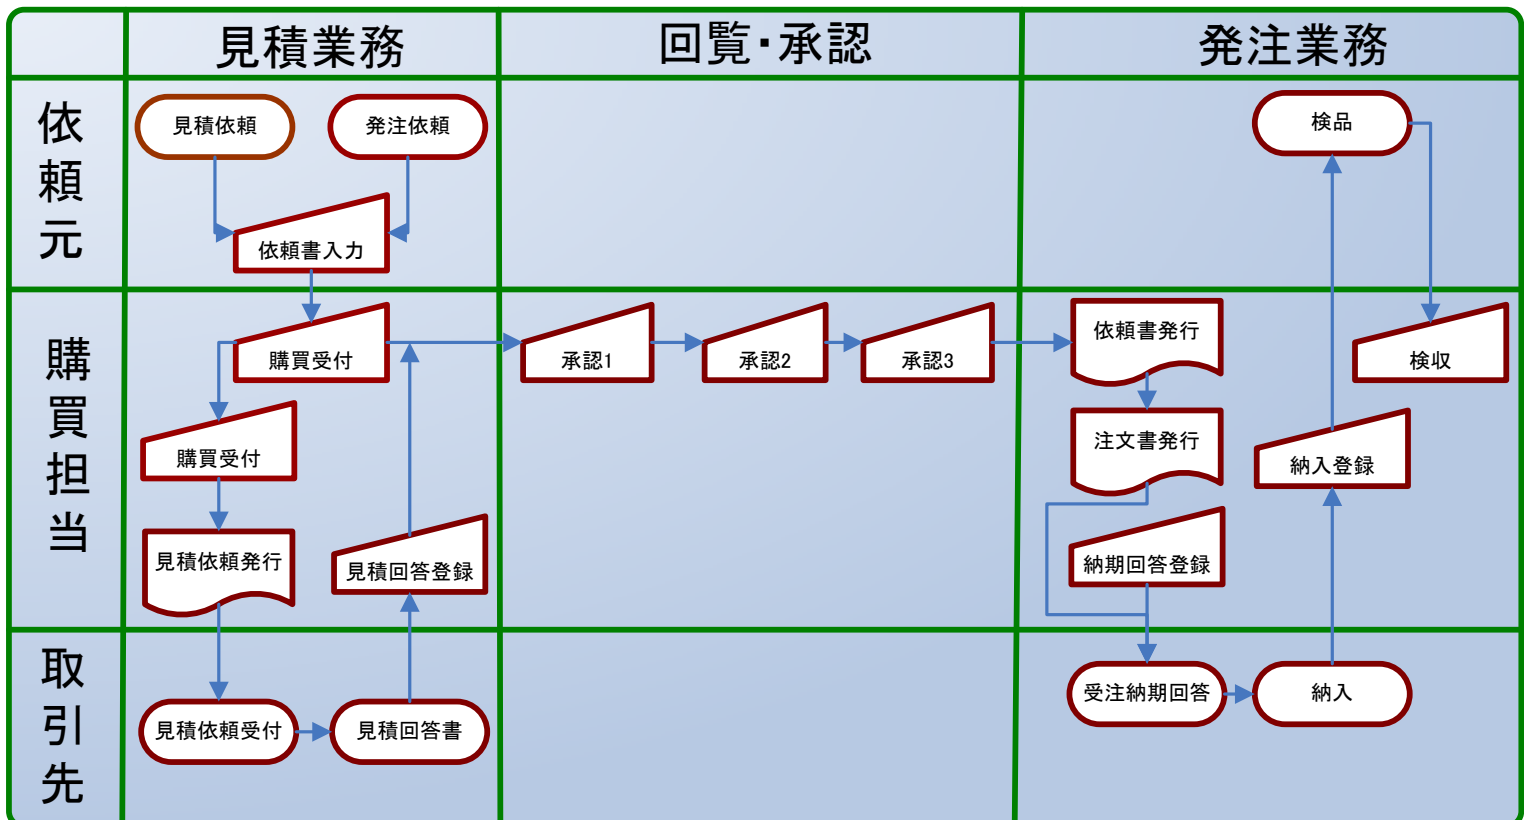 見積業務
回覧・承認
発注業務
依頼元
見積依頼
発注依頼
依頼書入力
検品
購買担当
購買受付
購買受付
見積依頼発行
見積回答登録
承認1
承認2
承認3
依頼書発行
注文書発行
納期回答登録
納入登録
検収
取引先
見積依頼受付
見積回答書
受注納期回答
納入